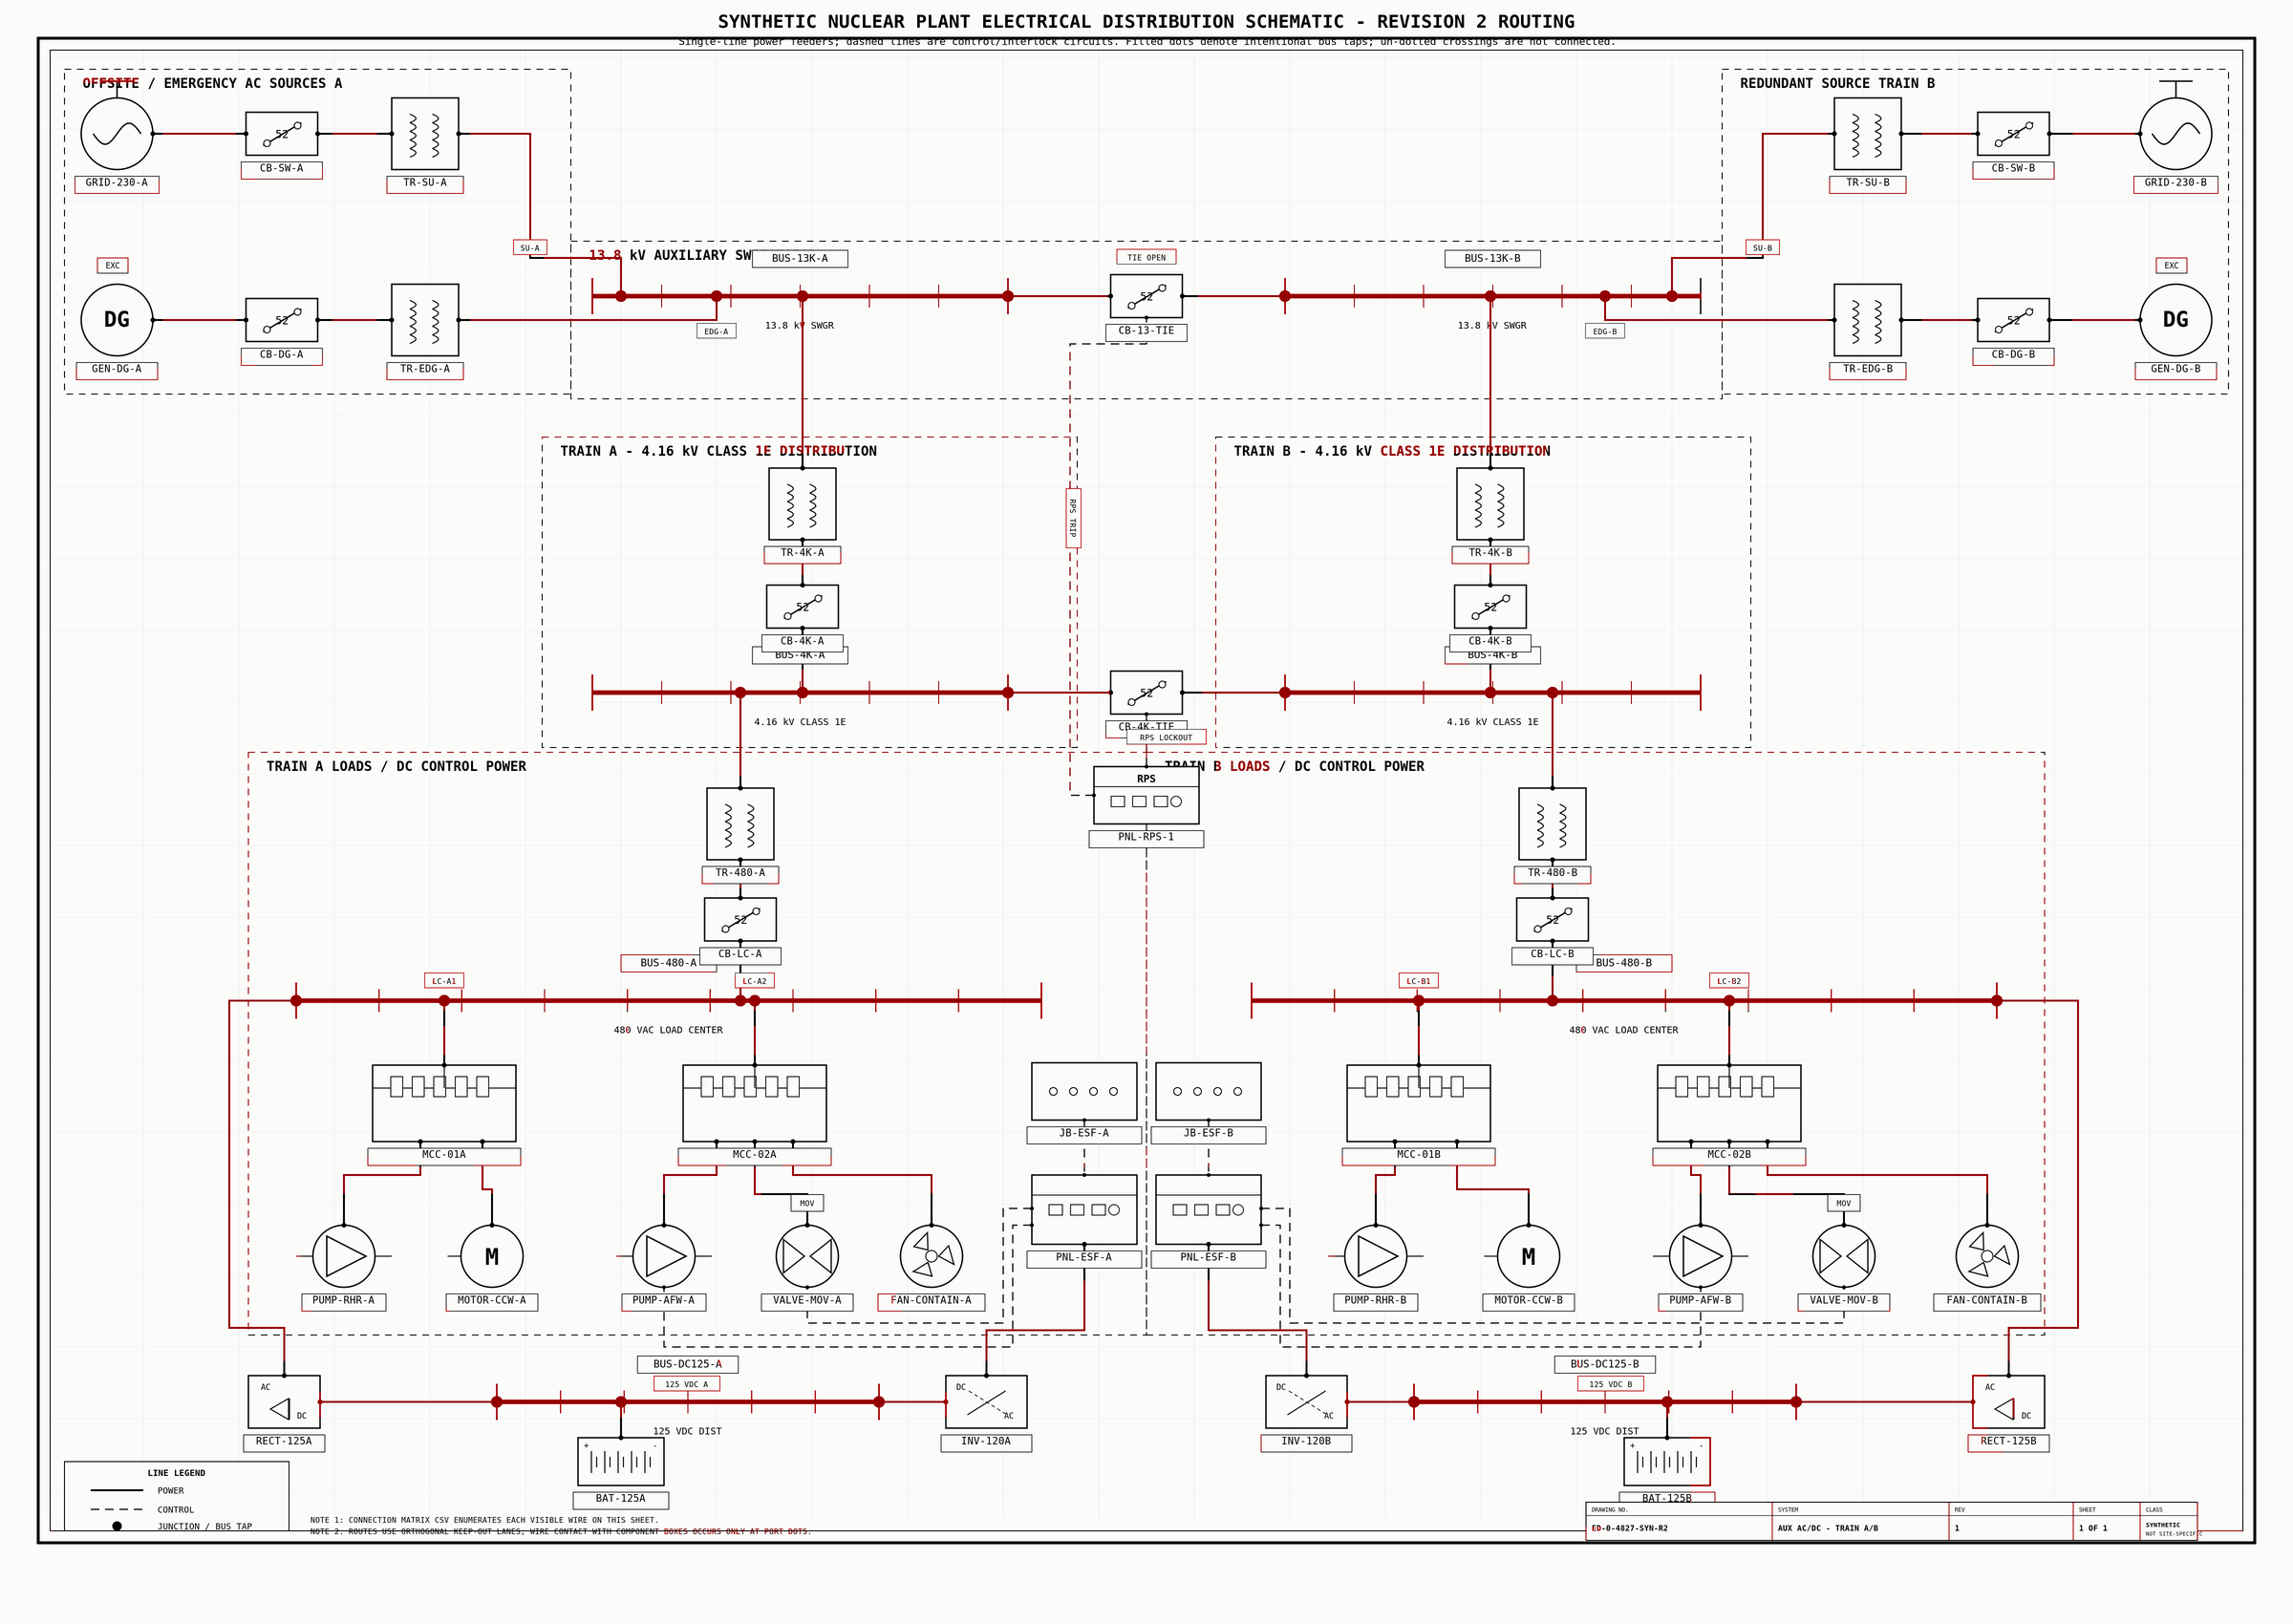 SYNTHETIC NUCLEAR PLANT ELECTRICAL DISTRIBUTION SCHEMATIC - REVISION 2 ROUTING
Single-line power feeders; dashed lines are control/interlock circuits. Filled dots denote intentional bus taps; un-dotted crossings are not connected.
OFFSITE / EMERGENCY AC SOURCES A
REDUNDANT SOURCE TRAIN B
52
52
GRID-230-A
CB-SW-A
TR-SU-A
TR-SU-B
CB-SW-B
GRID-230-B
SU-A
SU-B
13.8 kV AUXILIARY SW
BUS-13K-A
TIE OPEN
BUS-13K-B
EXC
EXC
52
DG
52
52
DG
13.8 kV SWGR
13.8 kV SWGR
EDG-A
CB-13-TIE
EDG-B
GEN-DG-A
CB-DG-A
TR-EDG-A
TR-EDG-B
CB-DG-B
GEN-DG-B
TRAIN A - 4.16 kV CLASS 1E DISTRIBUTION
TRAIN B - 4.16 kV CLASS 1E DISTRIBUTION
RPS TRIP
TR-4K-A
TR-4K-B
52
52
CB-4K-A
CB-4K-B
BUS-4K-A
BUS-4K-B
52
4.16 kV CLASS 1E
CB-4K-TIE
4.16 kV CLASS 1E
RPS LOCKOUT
TRAIN A LOADS / DC CONTROL POWER
TRAIN B LOADS / DC CONTROL POWER
RPS
PNL-RPS-1
TR-480-A
TR-480-B
52
52
CB-LC-A
CB-LC-B
BUS-480-A
BUS-480-B
LC-A1
LC-A2
LC-B1
LC-B2
480 VAC LOAD CENTER
480 VAC LOAD CENTER
JB-ESF-A
JB-ESF-B
MCC-01A
MCC-02A
MCC-01B
MCC-02B
MOV
MOV
M
M
PNL-ESF-A
PNL-ESF-B
PUMP-RHR-A
MOTOR-CCW-A
PUMP-AFW-A
VALVE-MOV-A
FAN-CONTAIN-A
PUMP-RHR-B
MOTOR-CCW-B
PUMP-AFW-B
VALVE-MOV-B
FAN-CONTAIN-B
BUS-DC125-A
BUS-DC125-B
125 VDC A
125 VDC B
AC
DC
DC
AC
DC
AC
AC
DC
125 VDC DIST
125 VDC DIST
RECT-125A
INV-120A
INV-120B
RECT-125B
+ -
+ -
BAT-125A
BAT-125B
LINE LEGEND
POWER
CONTROL
JUNCTION / BUS TAP
NOTE 1: CONNECTION MATRIX CSV ENUMERATES EACH VISIBLE WIRE ON THIS SHEET.
NOTE 2: ROUTES USE ORTHOGONAL KEEP-OUT LANES; WIRE CONTACT WITH COMPONENT BOXES OCCURS ONLY AT PORT DOTS.
DRAWING NO.
SYSTEM
REV
SHEET
CLASS
ED-0-4827-SYN-R2
AUX AC/DC - TRAIN A/B
1
1 OF 1
SYNTHETIC
NOT SITE-SPECIFIC